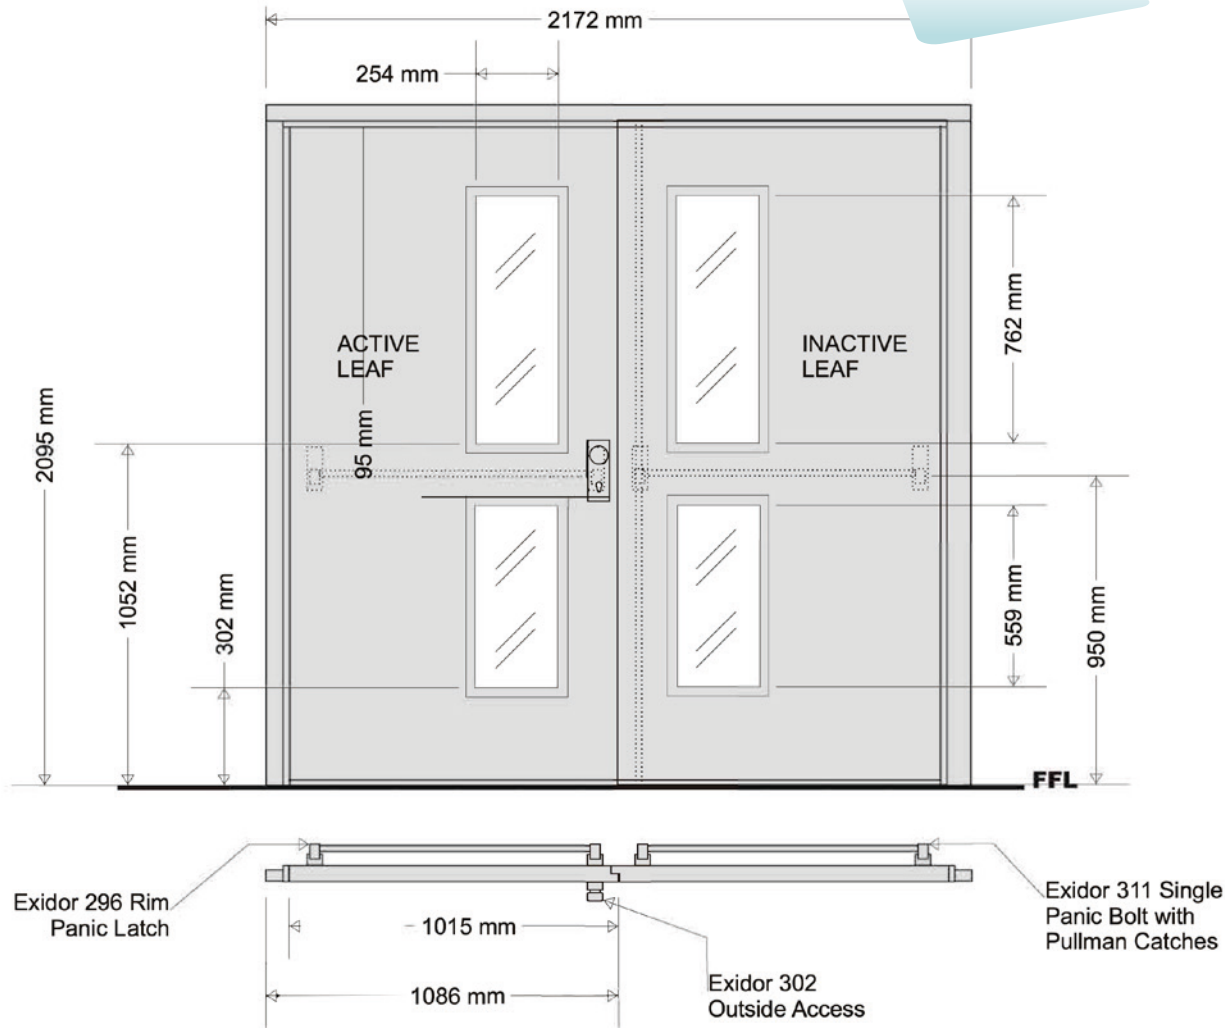 2172 mm
254 mm
ACTIVE
LEAF
INACTIVE
LEAF
762 mm
2095 mm
95 mm
1052 mm
302 mm
559 mm
950 mm
FFL
Exidor 296 Rim
Panic Latch
1015 mm
1086 mm
Exidor 302
Outside Access
Exidor 311 Single
Panic Bolt with
Pullman Catches